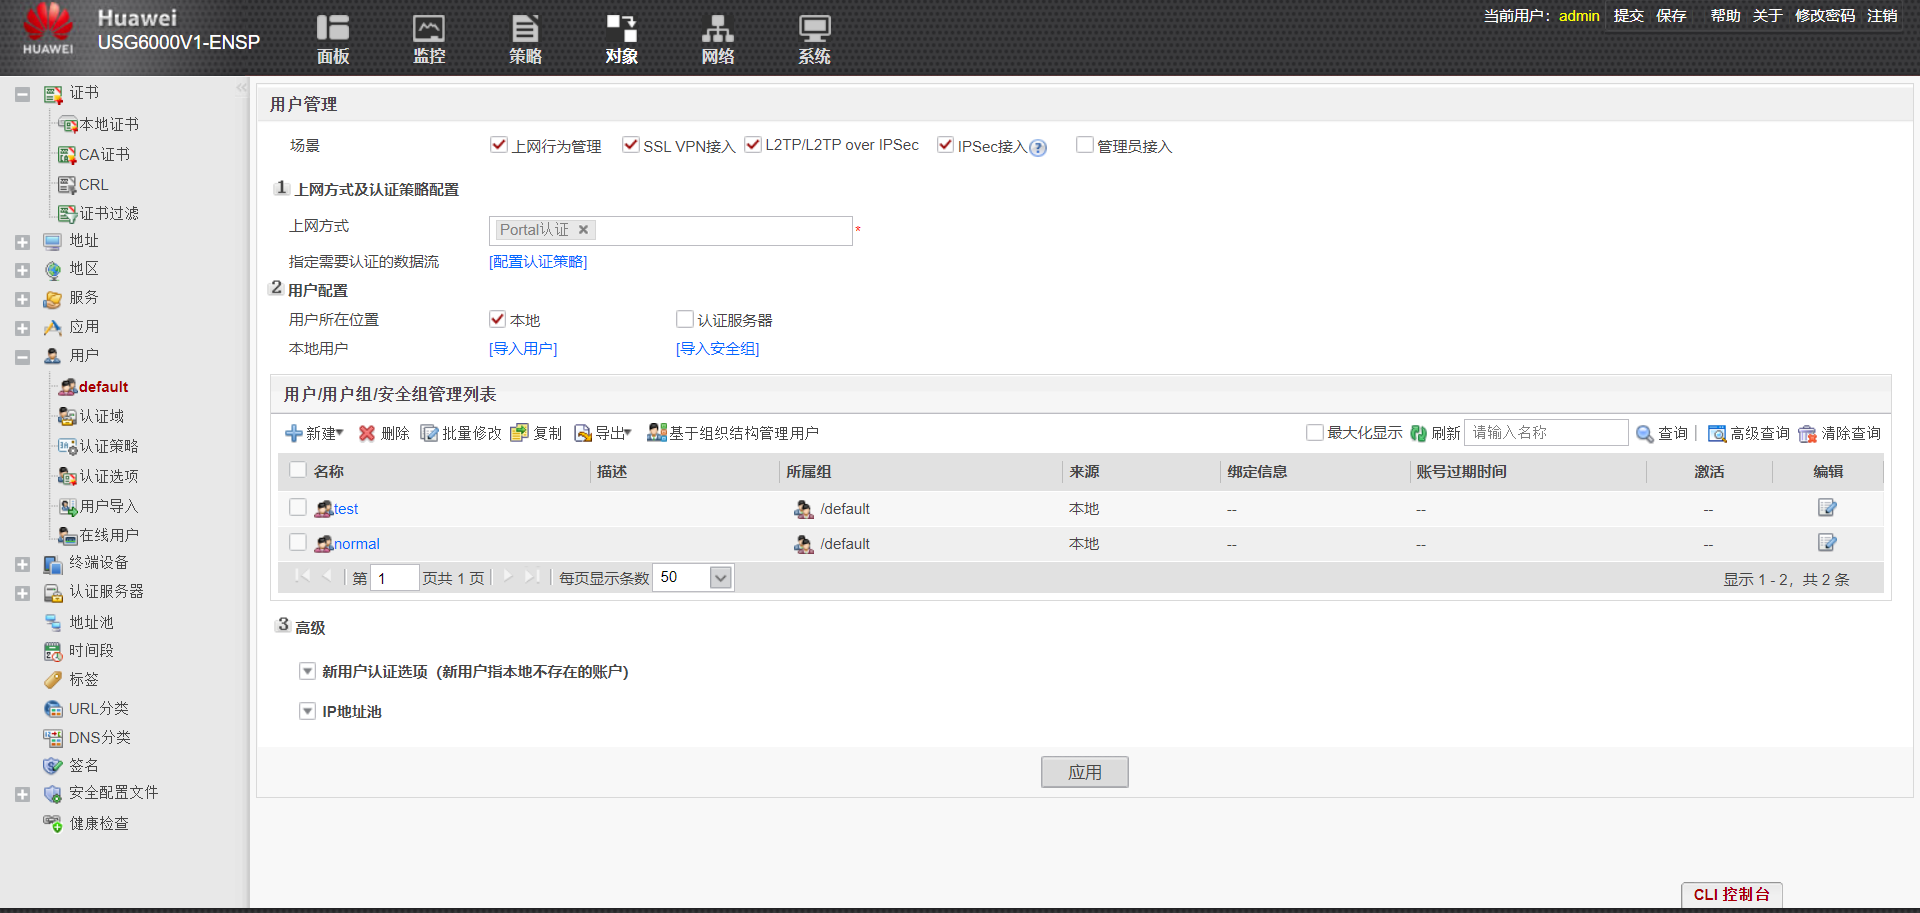 HUAWEI
Huawei
USG6000V1-ENSP
面板
监控
策略
对象
网络
系统
当前用户： admin 提交 保存 帮助 关于 修改密码 注销
证书
本地证书
CA证书
CRL
证书过滤
地址
地区
服务
应用
用户
default
认证域
认证策略
认证选项
用户导入
在线用户
终端设备
认证服务器
地址池
时间段
标签
URL分类
DNS分类
签名
安全配置文件
健康检查
用户管理
场景 上网行为管理 SSL VPN接入 L2TP/L2TP over IPSec IPSec接入 ? 管理员接入
1 上网方式及认证策略配置
上网方式 Portal认证 ×  *
指定需要认证的数据流 [配置认证策略]
2 用户配置
用户所在位置 本地 认证服务器
本地用户 [导入用户] [导入安全组]
用户/用户组/安全组管理列表
新建 删除 批量修改 复制 导出 基于组织结构管理用户 最大化显示 刷新 请输入名称 查询 | 高级查询 清除查询
名称 描述 所属组 来源 绑定信息 账号过期时间 激活 编辑
test /default 本地 -- -- --
normal /default 本地 -- -- --
第 1 页共 1 页 每页显示条数 50 显示 1 - 2，共 2 条
3 高级
新用户认证选项（新用户指本地不存在的账户）
IP地址池
应用
CLI 控制台